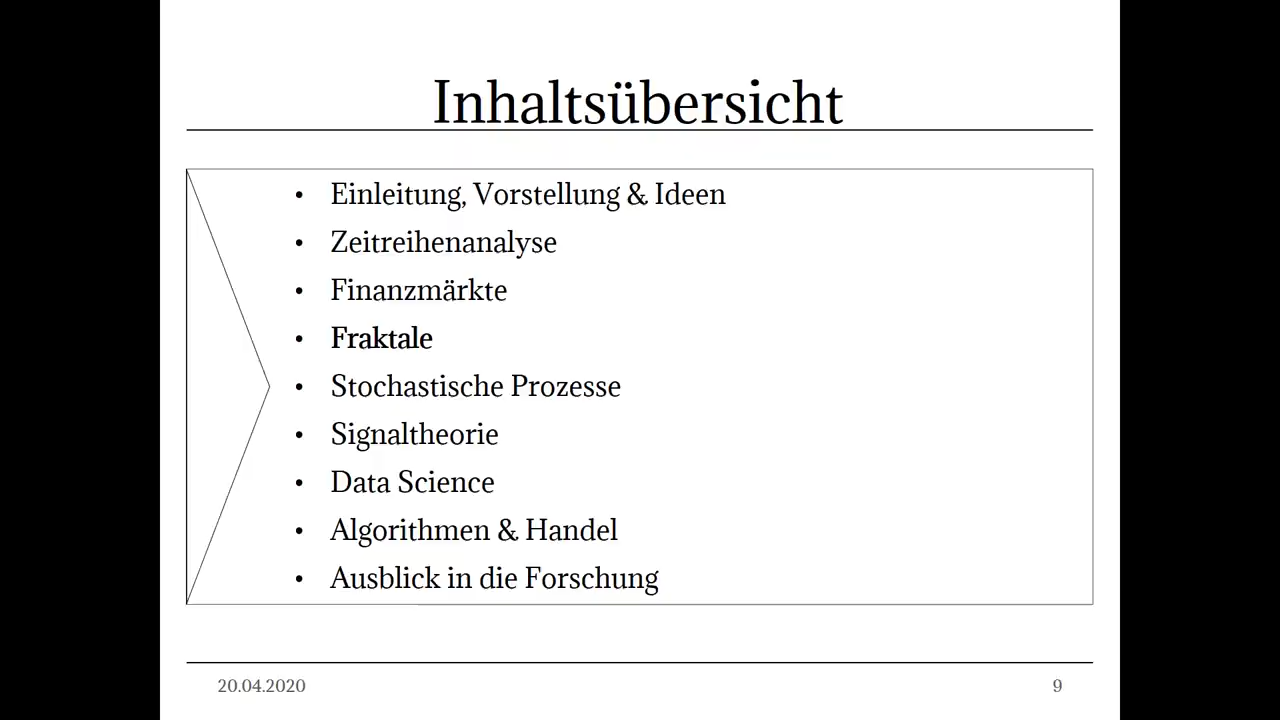 Inhaltsübersicht
• Einleitung, Vorstellung & Ideen
• Zeitreihenanalyse
• Finanzmärkte
• Fraktale
• Stochastische Prozesse
• Signaltheorie
• Data Science
• Algorithmen & Handel
• Ausblick in die Forschung
20.04.2020
9